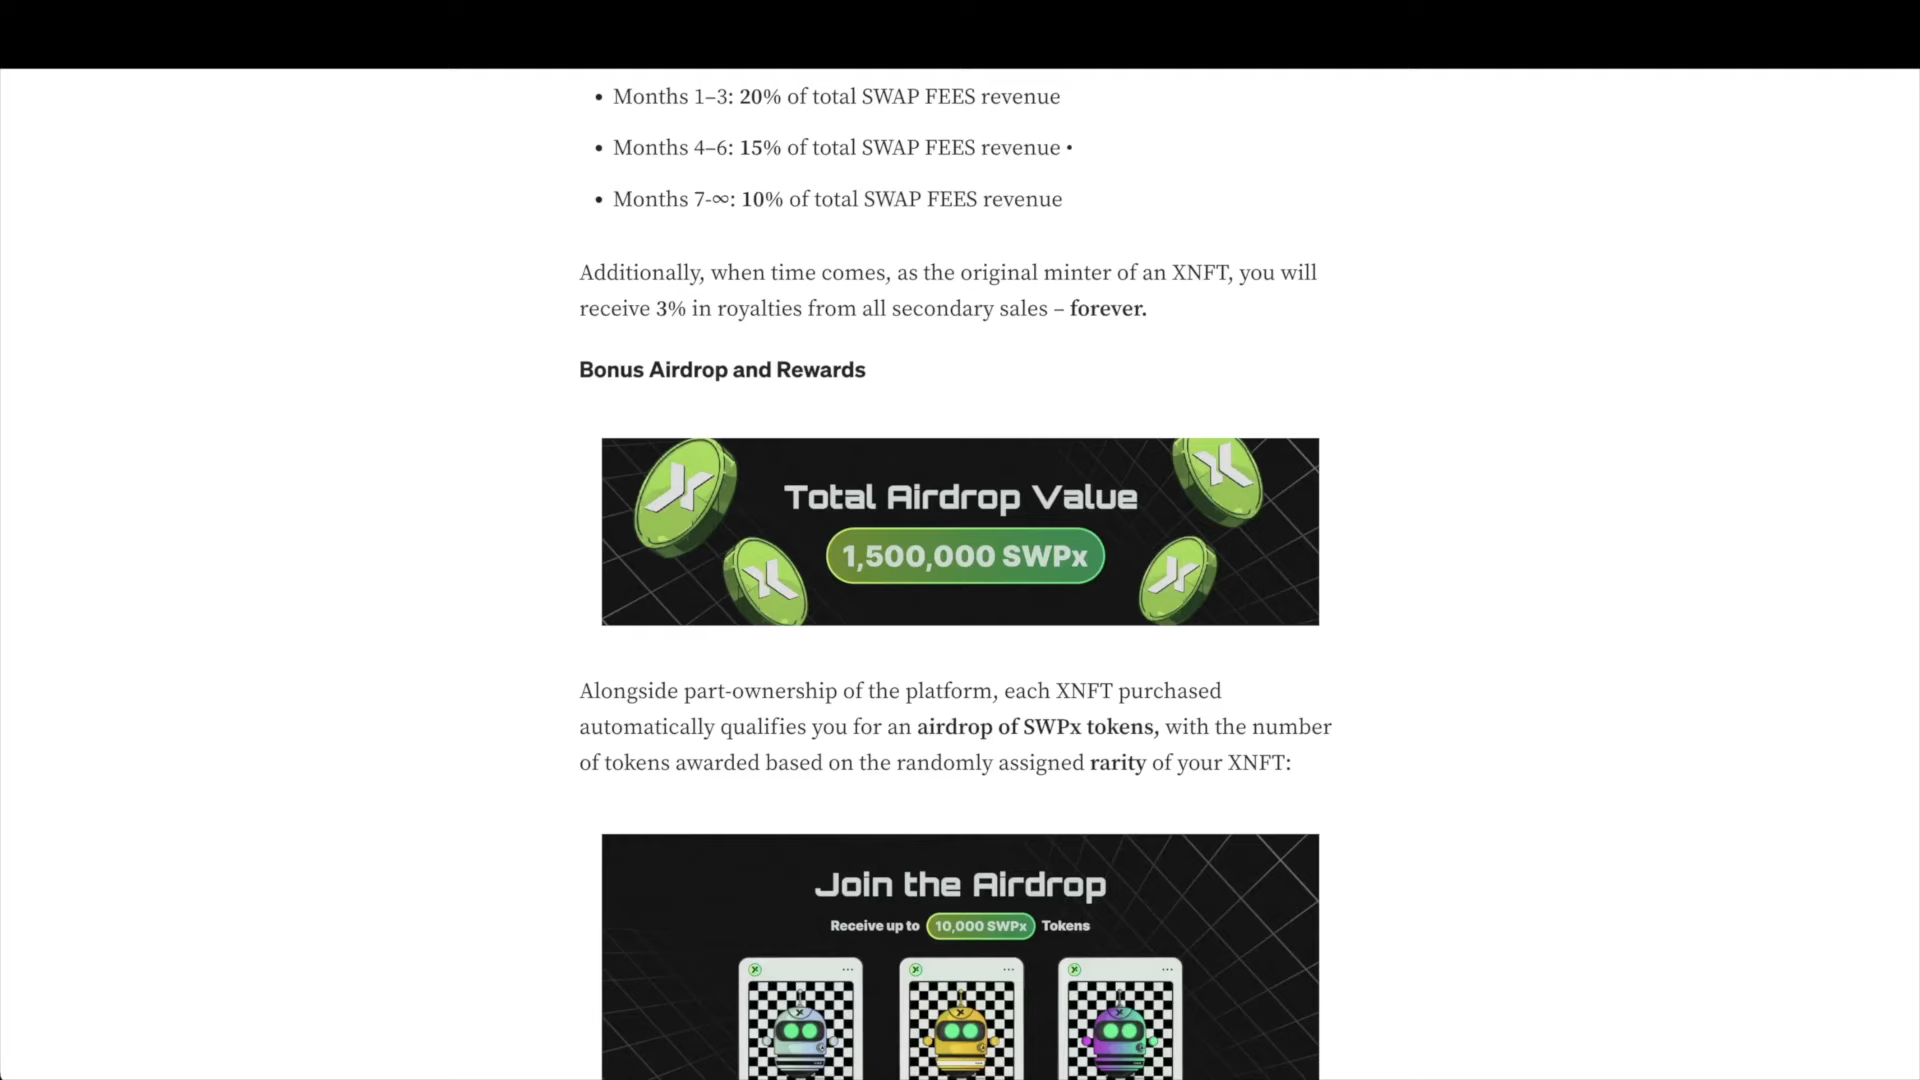 • Months 1–3: 20% of total SWAP FEES revenue
• Months 4–6: 15% of total SWAP FEES revenue •
• Months 7-∞: 10% of total SWAP FEES revenue
Additionally, when time comes, as the original minter of an XNFT, you will
receive 3% in royalties from all secondary sales – forever.
Bonus Airdrop and Rewards
Total Airdrop Value
1,500,000 SWPx
Alongside part-ownership of the platform, each XNFT purchased
automatically qualifies you for an airdrop of SWPx tokens, with the number
of tokens awarded based on the randomly assigned rarity of your XNFT:
Join the Airdrop
Receive up to 10,000 SWPx Tokens